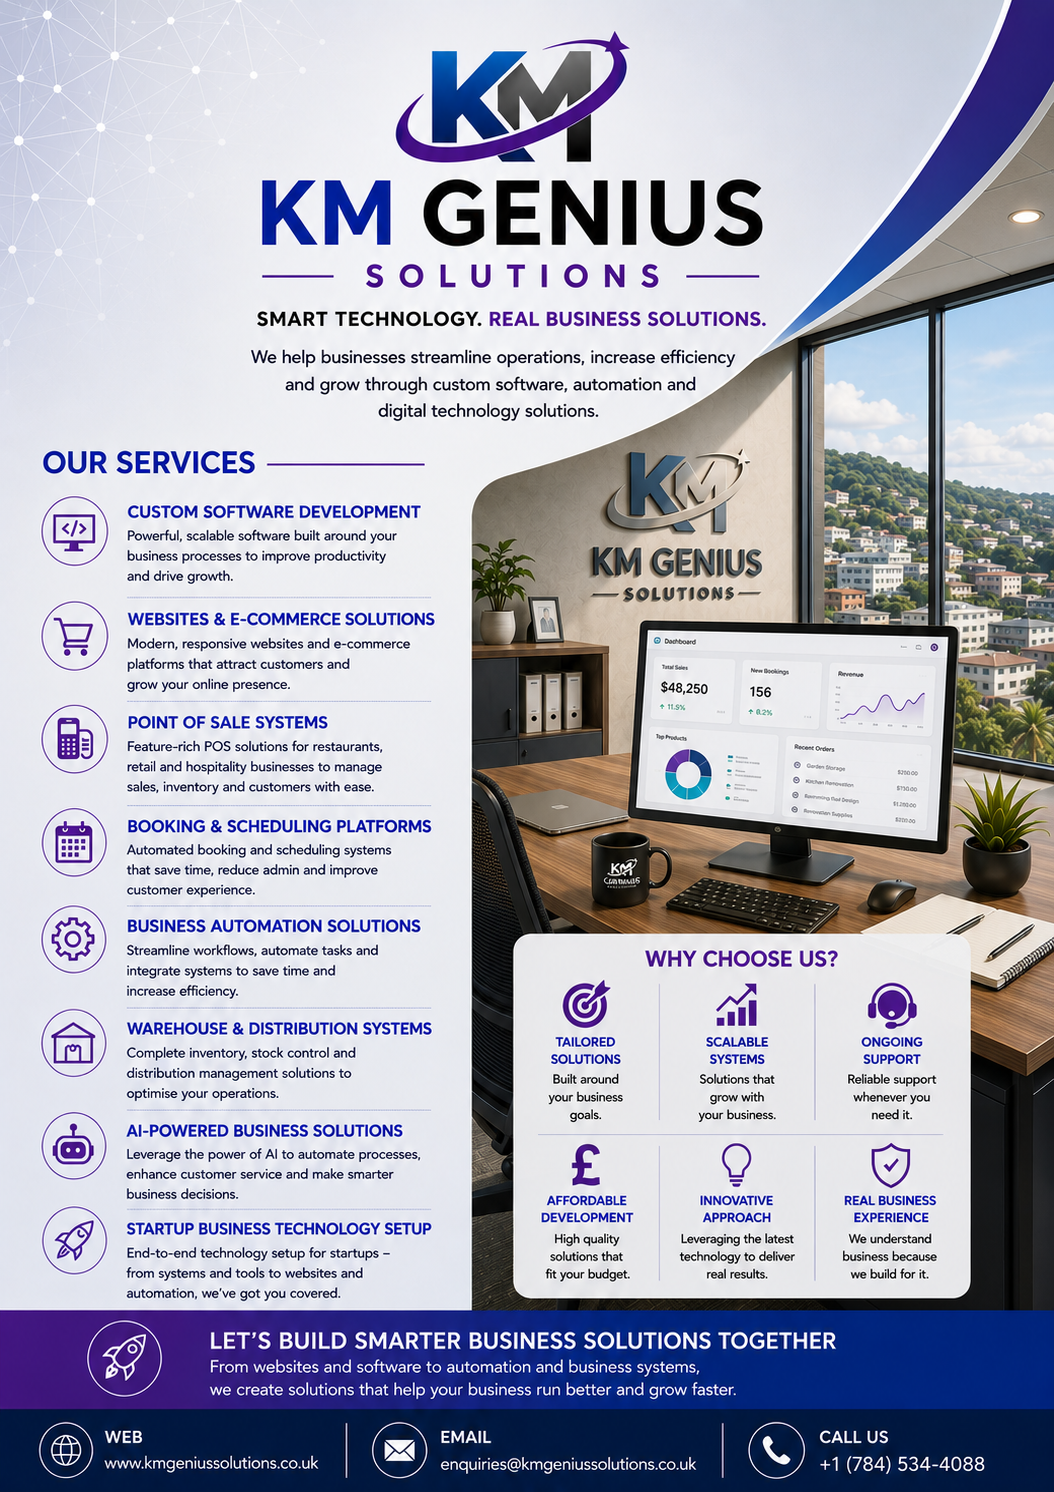 KM
KM GENIUS
SOLUTIONS
SMART TECHNOLOGY. REAL BUSINESS SOLUTIONS.
We help businesses streamline operations, increase efficiency
and grow through custom software, automation and
digital technology solutions.
OUR SERVICES
CUSTOM SOFTWARE DEVELOPMENT
Powerful, scalable software built around your
business processes to improve productivity
and drive growth.
WEBSITES & E-COMMERCE SOLUTIONS
Modern, responsive websites and e-commerce
platforms that attract customers and
grow your online presence.
POINT OF SALE SYSTEMS
Feature-rich POS solutions for restaurants,
retail and hospitality businesses to manage
sales, inventory and customers with ease.
BOOKING & SCHEDULING PLATFORMS
Automated booking and scheduling systems
that save time, reduce admin and improve
customer experience.
BUSINESS AUTOMATION SOLUTIONS
Streamline workflows, automate tasks and
integrate systems to save time and
increase efficiency.
WAREHOUSE & DISTRIBUTION SYSTEMS
Complete inventory, stock control and
distribution management solutions to
optimise your operations.
AI-POWERED BUSINESS SOLUTIONS
Leverage the power of AI to automate processes,
enhance customer service and make smarter
business decisions.
STARTUP BUSINESS TECHNOLOGY SETUP
End-to-end technology setup for startups –
from systems and tools to websites and
automation, we've got you covered.
KM
KM GENIUS
SOLUTIONS
Dashboard
Total Sales
$48,250
↑ 11.5%
New Bookings
156
↑ 8.2%
Revenue
Top Products
Recent Orders
Garden Storage
Kitchen Renovation
Renovation Supplies
KM
WHY CHOOSE US?
TAILORED
SOLUTIONS
Built around
your business
goals.
SCALABLE
SYSTEMS
Solutions that
grow with
your business.
ONGOING
SUPPORT
Reliable support
whenever you
need it.
£
AFFORDABLE
DEVELOPMENT
High quality
solutions that
fit your budget.
INNOVATIVE
APPROACH
Leveraging the latest
technology to deliver
real results.
REAL BUSINESS
EXPERIENCE
We understand
business because
we build for it.
LET'S BUILD SMARTER BUSINESS SOLUTIONS TOGETHER
From websites and software to automation and business systems,
we create solutions that help your business run better and grow faster.
WEB
www.kmgeniussolutions.co.uk
EMAIL
enquiries@kmgeniussolutions.co.uk
CALL US
+1 (784) 534-4088